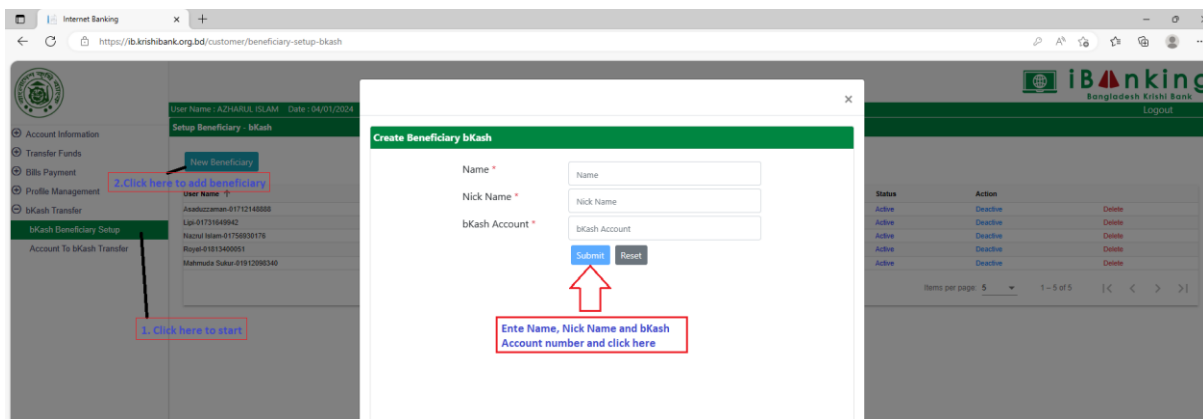 Internet Banking
https://ib.krishibank.org.bd/customer/beneficiary-setup-bkash
iBAnking
Bangladesh Krishi Bank
User Name : AZHARUL ISLAM Date : 04/01/2024
Logout
Account Information
Transfer Funds
Bills Payment
Profile Management
bKash Transfer
bKash Beneficiary Setup
Account To bKash Transfer
Setup Beneficiary - bKash
New Beneficiary
2.Click here to add beneficiary
1. Click here to start
User Name
Asaduzzaman-01712148888
Lipi-01731649942
Nazrul Islam-01756930176
Royel-01813400051
Mahmuda Sukur-01912098340
Create Beneficiary bKash
Name * Name
Nick Name * Nick Name
bKash Account * bKash Account
Submit Reset
Ente Name, Nick Name and bKash
Account number and click here
Status Action
Active Deactive Delete
Active Deactive Delete
Active Deactive Delete
Active Deactive Delete
Active Deactive Delete
Items per page: 5 1 – 5 of 5